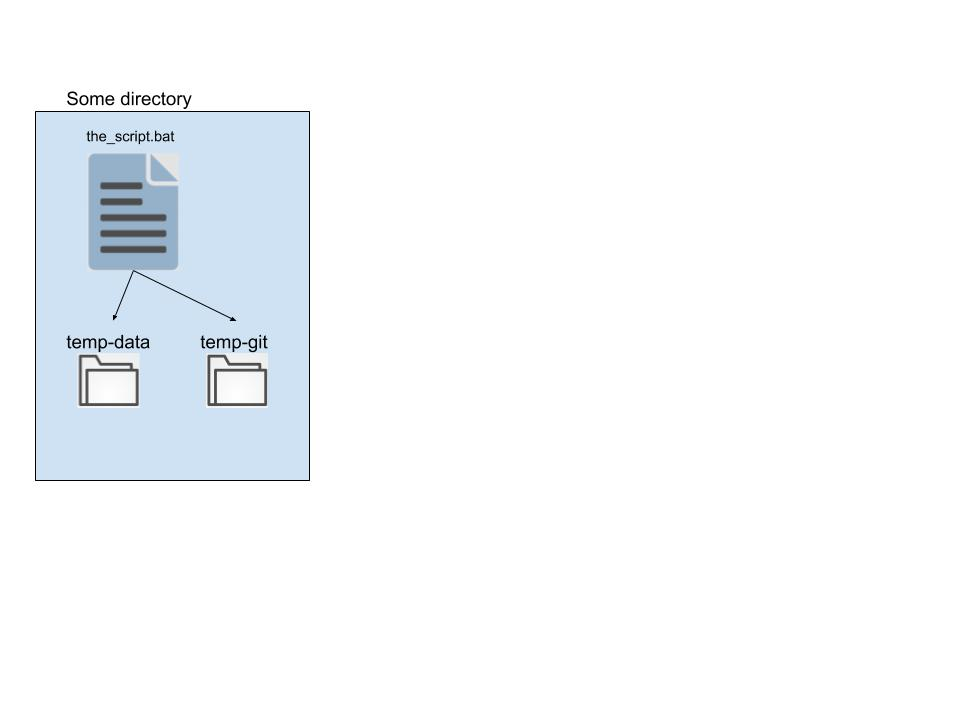 Some directory
the_script.bat
temp-data
temp-git